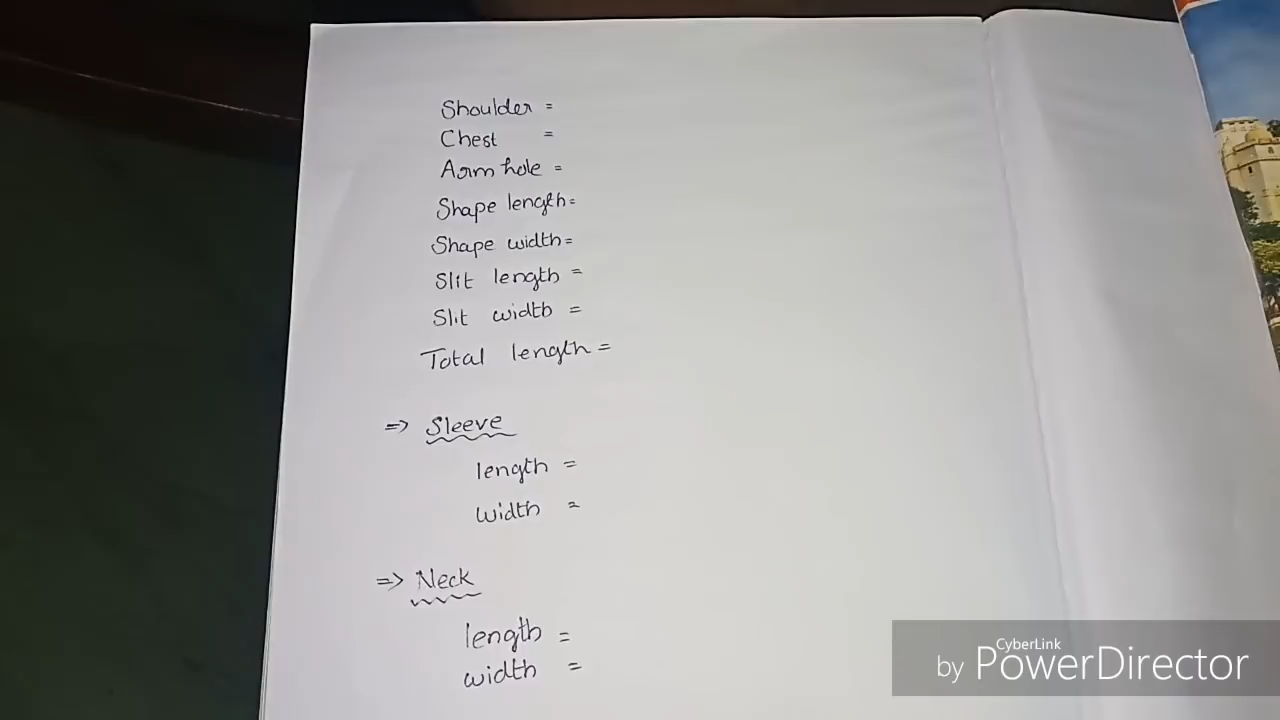 Shoulder =
Chest =
Arm hole =
Shape length=
Shape width=
Slit length =
Slit width =
Total length =
=> Sleeve
length =
width =
=> Neck
length =
width =
CyberLink
by PowerDirector